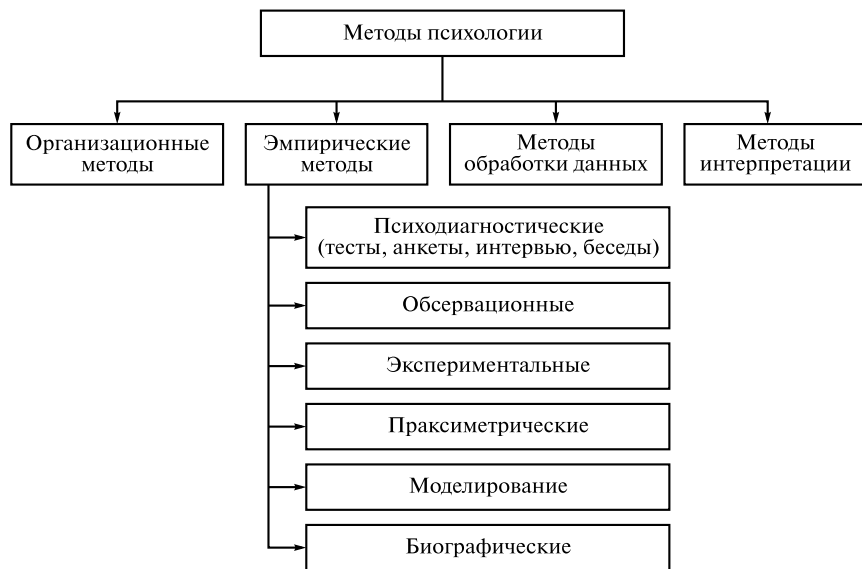 Методы психологии
Организационные
методы
Эмпирические
методы
Методы
обработки данных
Методы
интерпретации
Психодиагностические
(тесты, анкеты, интервью, беседы)
Обсервационные
Экспериментальные
Праксиметрические
Моделирование
Биографические